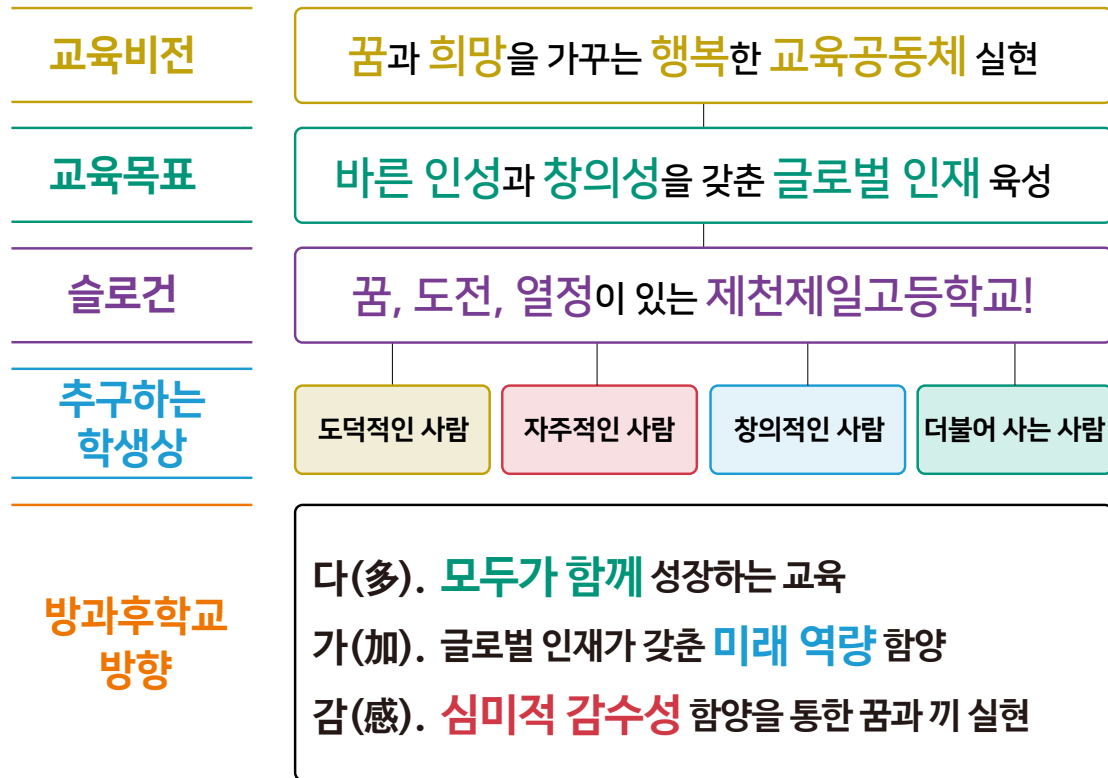 교육비전
꿈과 희망을 가꾸는 행복한 교육공동체 실현
교육목표
바른 인성과 창의성을 갖춘 글로벌 인재 육성
슬로건
꿈, 도전, 열정이 있는 제천제일고등학교!
추구하는
학생상
도덕적인 사람
자주적인 사람
창의적인 사람
더불어 사는 사람
방과후학교
방향
다(多). 모두가 함께 성장하는 교육
가(加). 글로벌 인재가 갖춘 미래 역량 함양
감(感). 심미적 감수성 함양을 통한 꿈과 끼 실현